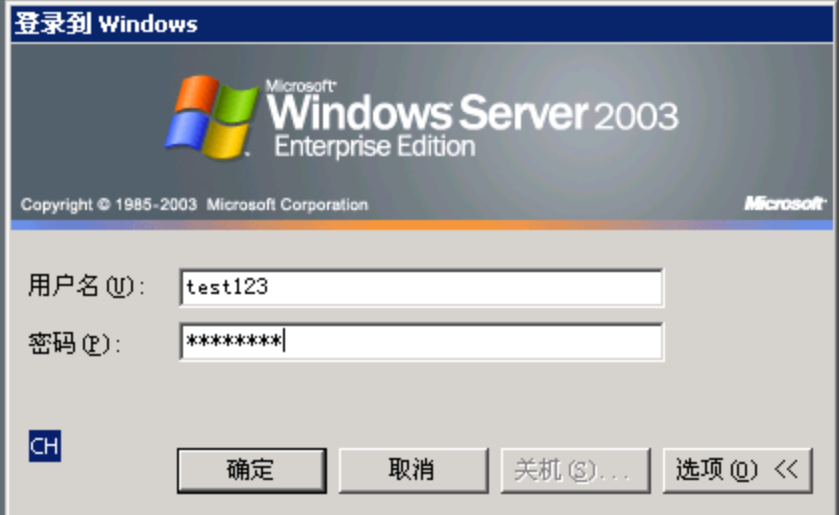 登录到 Windows
Microsoft
Windows Server 2003
Enterprise Edition
Copyright © 1985-2003 Microsoft Corporation
Microsoft
用户名(U):
test123
密码(P):
********
CH
确定
取消
关机(S)...
选项(O) <<